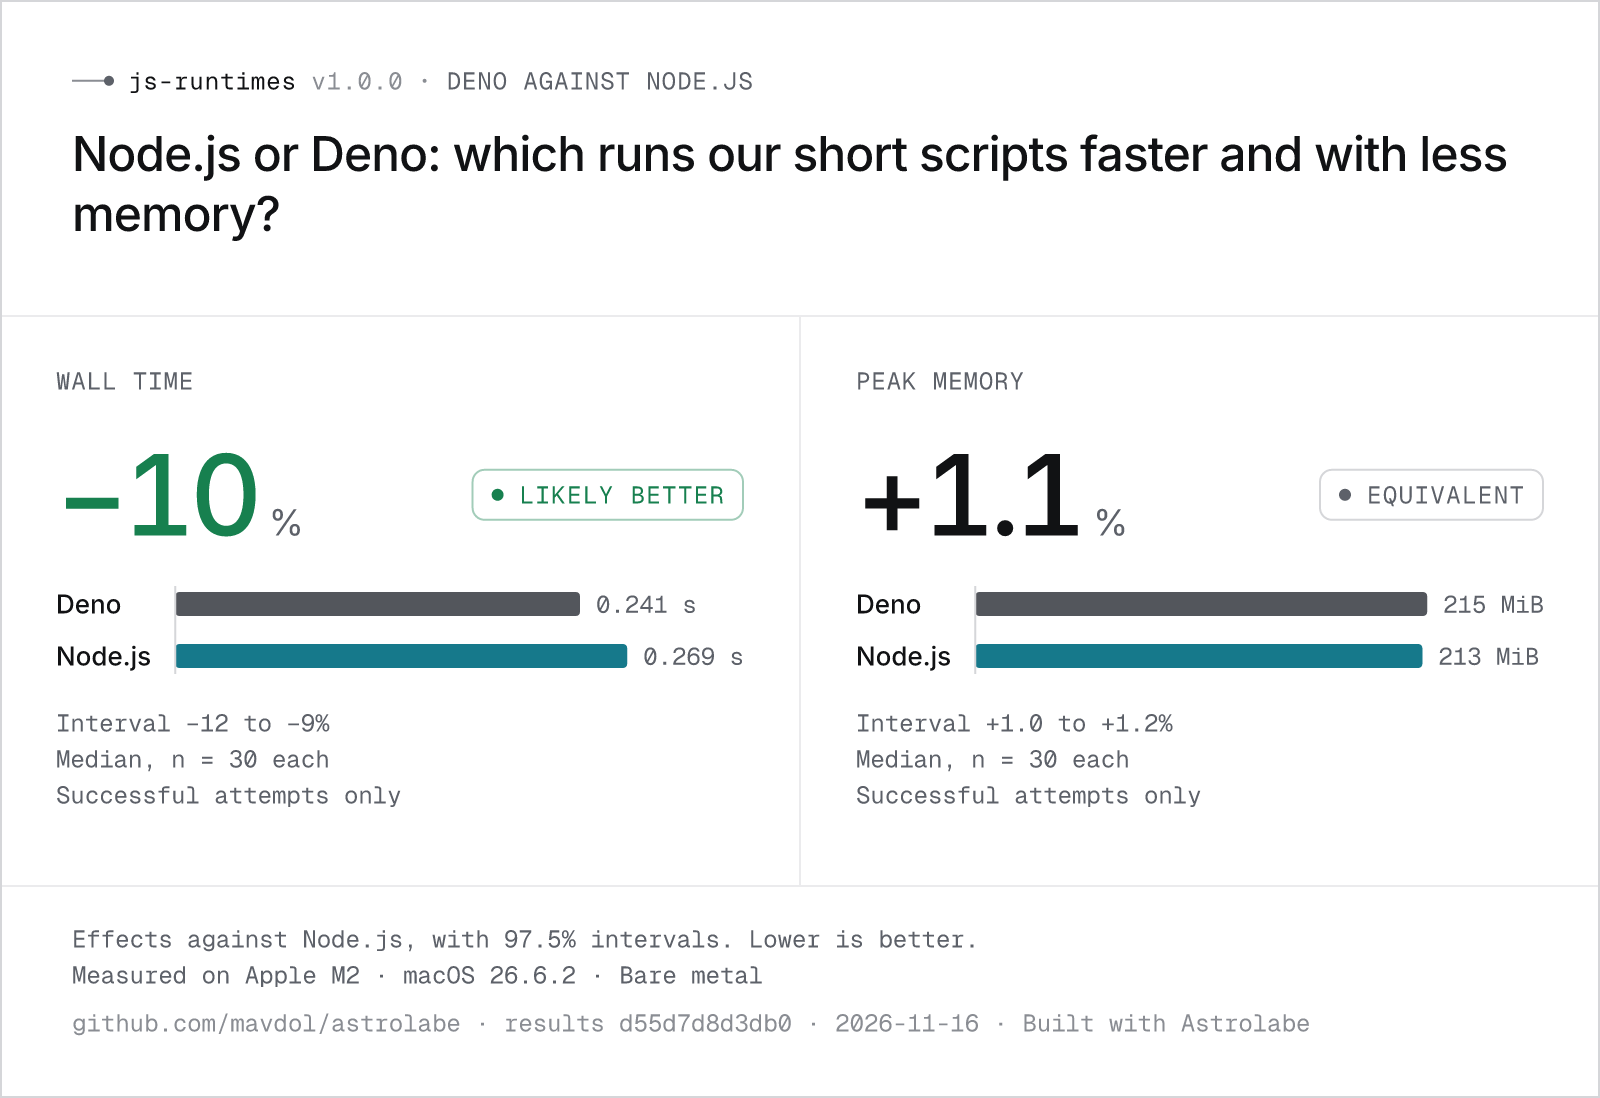 js-runtimes v1.0.0 · DENO AGAINST NODE.JS
Node.js or Deno: which runs our short scripts faster and with less
memory?
WALL TIME
−10 %
LIKELY BETTER
Deno 0.241 s
Node.js 0.269 s
Interval −12 to −9%
Median, n = 30 each
Successful attempts only
PEAK MEMORY
+1.1 %
EQUIVALENT
Deno 215 MiB
Node.js 213 MiB
Interval +1.0 to +1.2%
Median, n = 30 each
Successful attempts only
Effects against Node.js, with 97.5% intervals. Lower is better.
Measured on Apple M2 · macOS 26.6.2 · Bare metal
github.com/mavdol/astrolabe · results d55d7d8d3db0 · 2026-11-16 · Built with Astrolabe